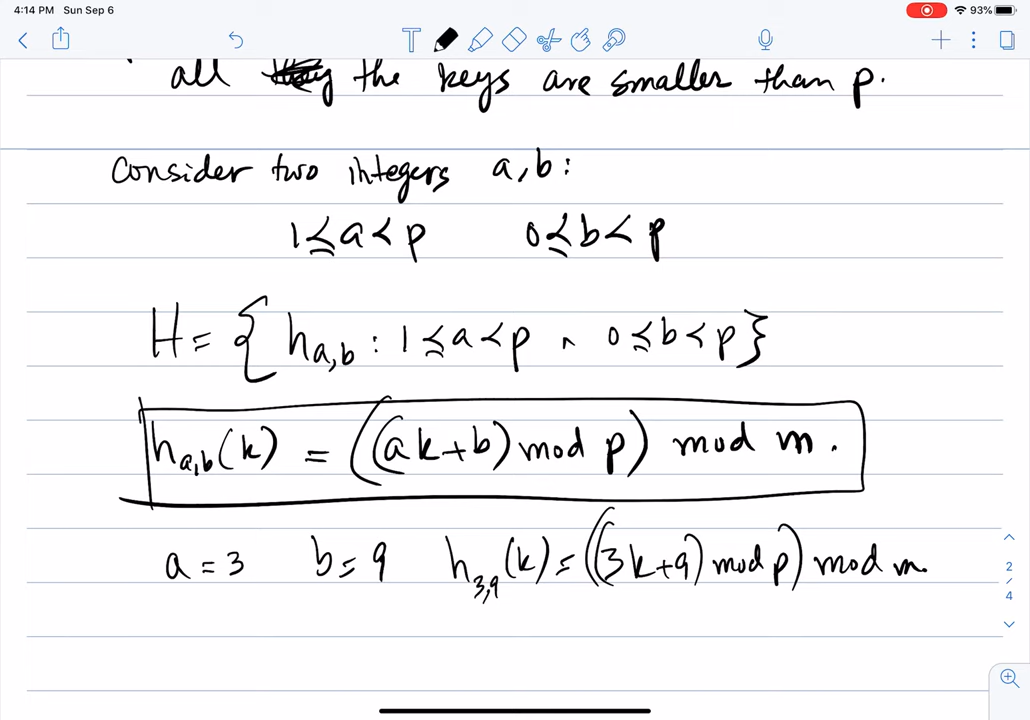 4:14 PM Sun Sep 6
93%
all the keys are smaller than p.
Consider two integers a,b:
1≤a<p 0≤b<p
H = { h_{a,b} : 1≤a<p ∧ 0≤b<p }
h_{a,b}(k) = ((ak+b) mod p) mod m.
a = 3 b = 9 h_{3,9}(k) = ((3k+9) mod p) mod m.
2
/
4